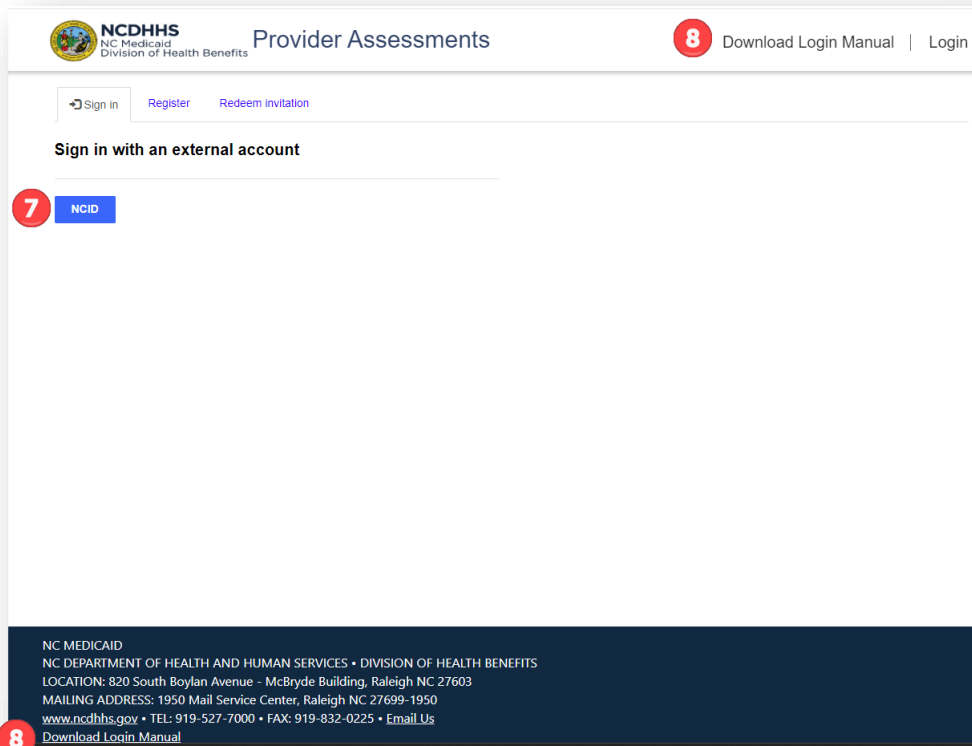 NCDHHS
NC Medicaid
Division of Health Benefits
Provider Assessments
8
Download Login Manual | Login
Sign in
Register
Redeem invitation
Sign in with an external account
7
NCID
NC MEDICAID
NC DEPARTMENT OF HEALTH AND HUMAN SERVICES • DIVISION OF HEALTH BENEFITS
LOCATION: 820 South Boylan Avenue - McBryde Building, Raleigh NC 27603
MAILING ADDRESS: 1950 Mail Service Center, Raleigh NC 27699-1950
www.ncdhhs.gov • TEL: 919-527-7000 • FAX: 919-832-0225 • Email Us
8
Download Login Manual